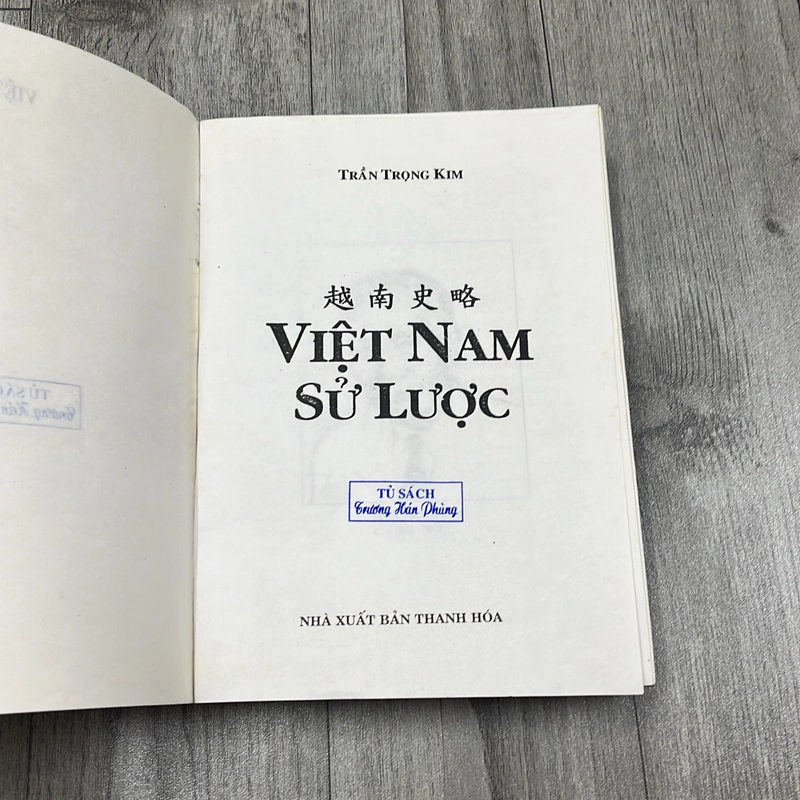 TRẦN TRỌNG KIM
越南史略
VIỆT NAM
SỬ LƯỢC
TỦ SÁCH
Trương Hán Phùng
NHÀ XUẤT BẢN THANH HÓA